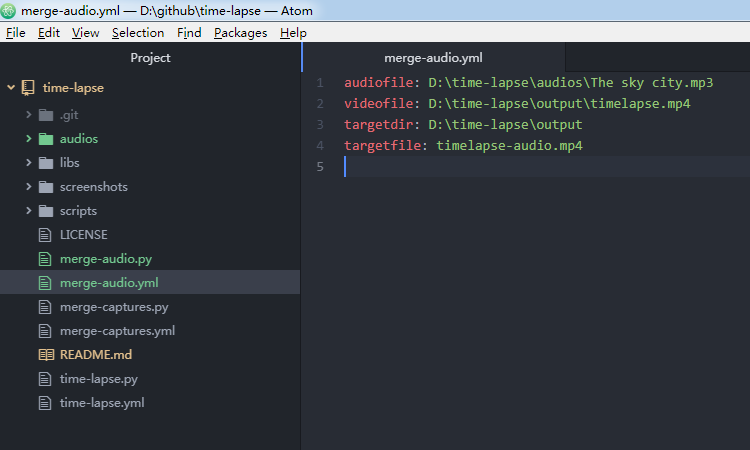 merge-audio.yml — D:\github\time-lapse — Atom
File Edit View Selection Find Packages Help
Project
time-lapse
.git
audios
libs
screenshots
scripts
LICENSE
merge-audio.py
merge-audio.yml
merge-captures.py
merge-captures.yml
README.md
time-lapse.py
time-lapse.yml
merge-audio.yml
1 audiofile: D:\time-lapse\audios\The sky city.mp3
2 videofile: D:\time-lapse\output\timelapse.mp4
3 targetdir: D:\time-lapse\output
4 targetfile: timelapse-audio.mp4
5